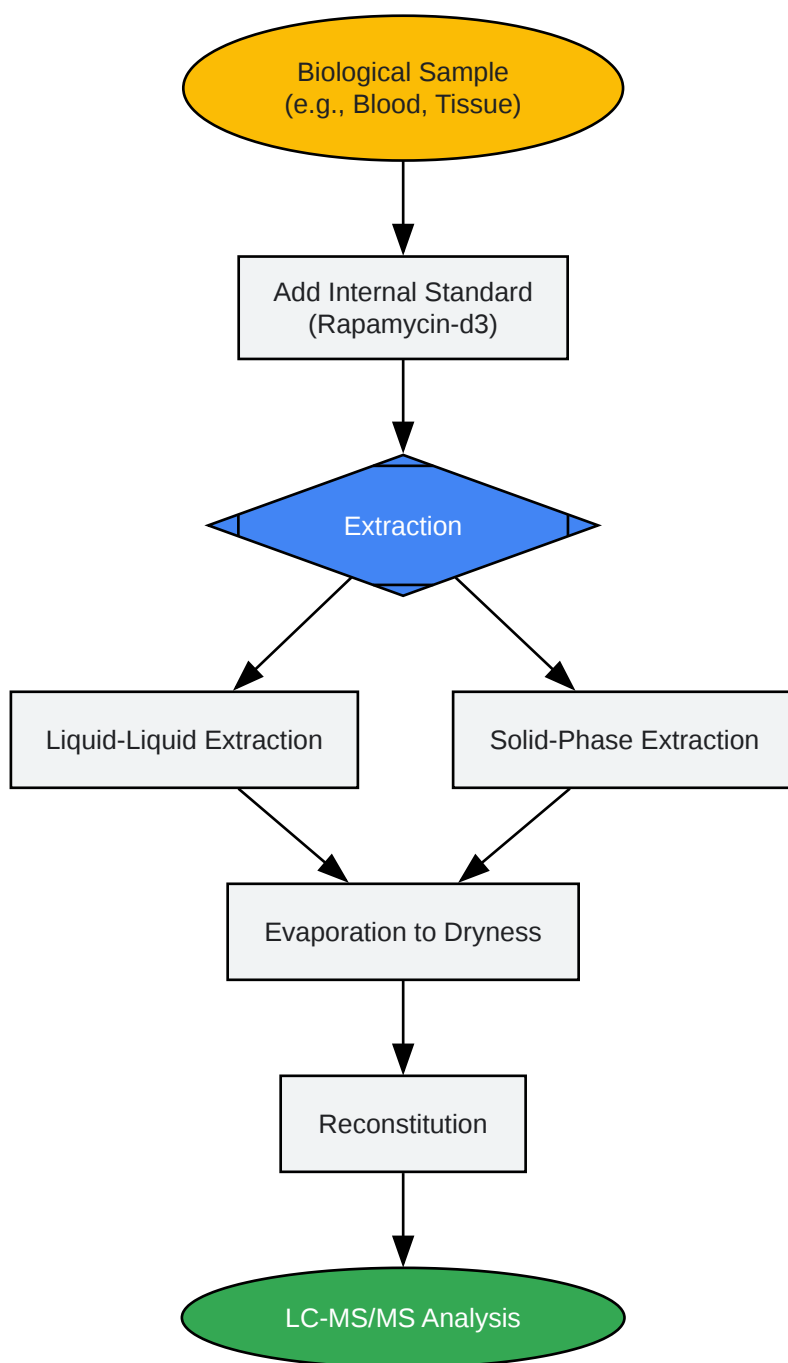 Biological Sample
(e.g., Blood, Tissue)
Add Internal Standard
(Rapamycin-d3)
Extraction
Liquid-Liquid Extraction
Solid-Phase Extraction
Evaporation to Dryness
Reconstitution
LC-MS/MS Analysis